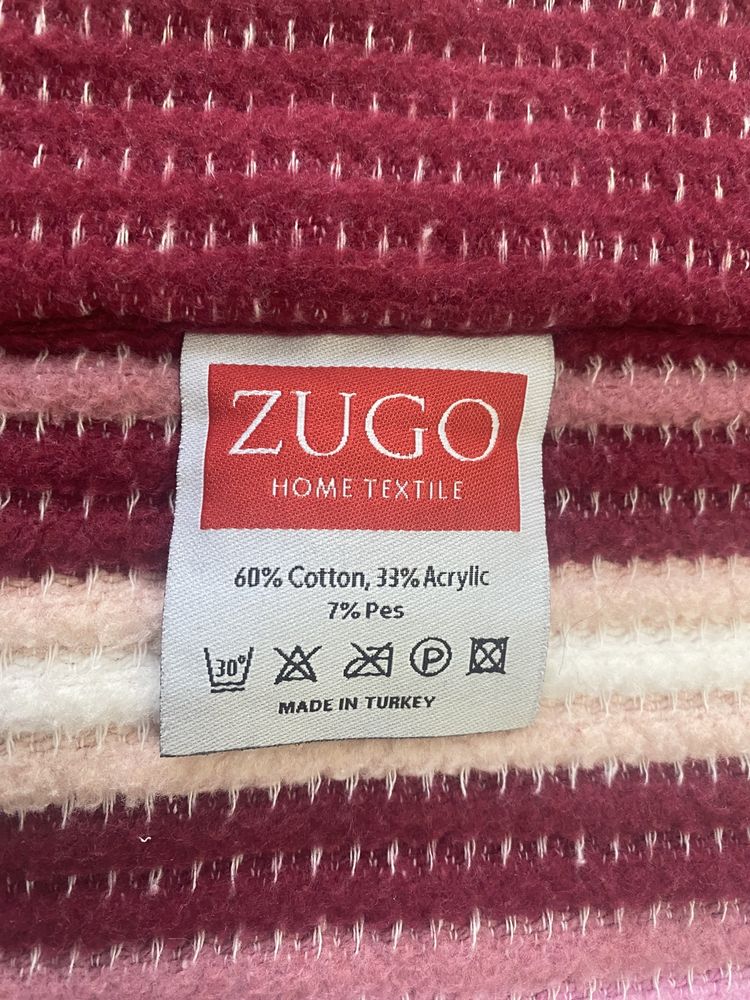 ZUGO
HOME TEXTILE
60% Cotton, 33% Acrylic
7% Pes
30° P
MADE IN TURKEY